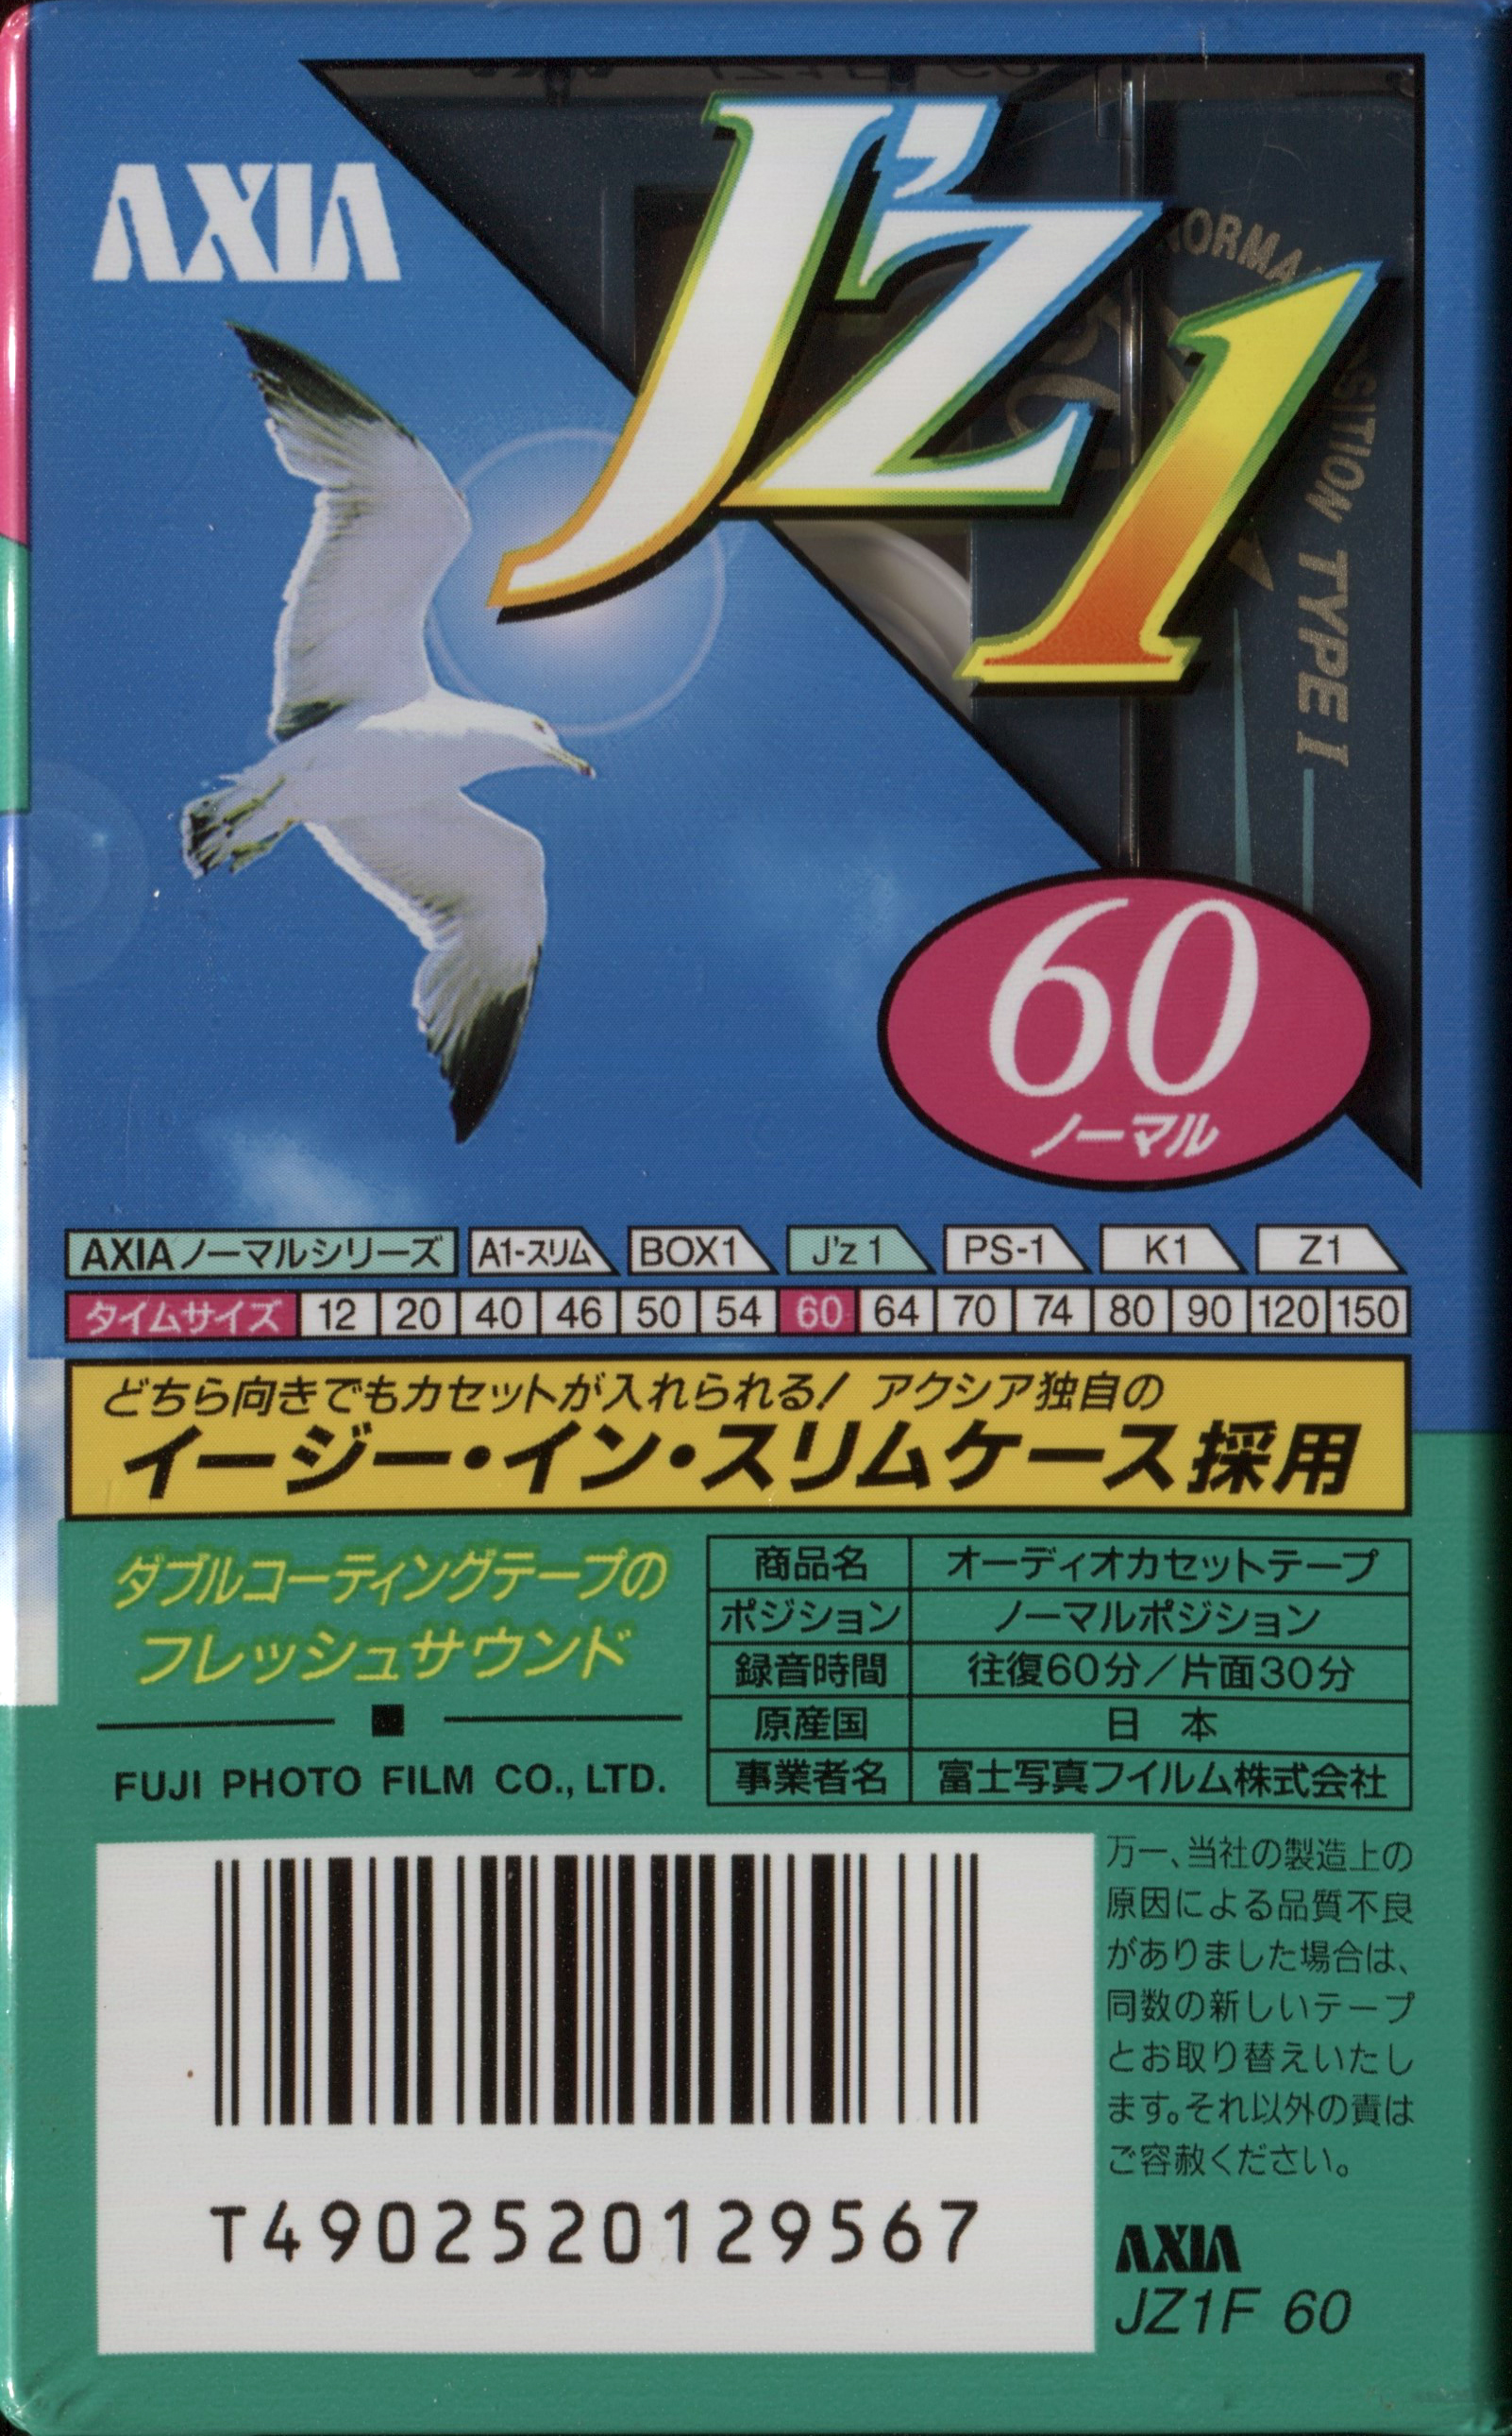 AXIA
J'z1
NORMAL POSITION TYPE I
60
60
ノーマル
AXIAノーマルシリーズ A1-スリム BOX1 J'z 1 PS-1 K1 Z1
タイムサイズ 12 20 40 46 50 54 60 64 70 74 80 90 120 150
どちら向きでもカセットが入れられる! アクシア独自の
イージー・イン・スリムケース採用
ダブルコーティングテープの
フレッシュサウンド
FUJI PHOTO FILM CO., LTD.
商品名 オーディオカセットテープ
ポジション ノーマルポジション
録音時間 往復60分/片面30分
原産国 日 本
事業者名 富士写真フイルム株式会社
万一、当社の製造上の
原因による品質不良
がありました場合は、
同数の新しいテープ
とお取り替えいたし
ます。それ以外の責は
ご容赦ください。
T4902520129567
AXIA
JZ1F 60